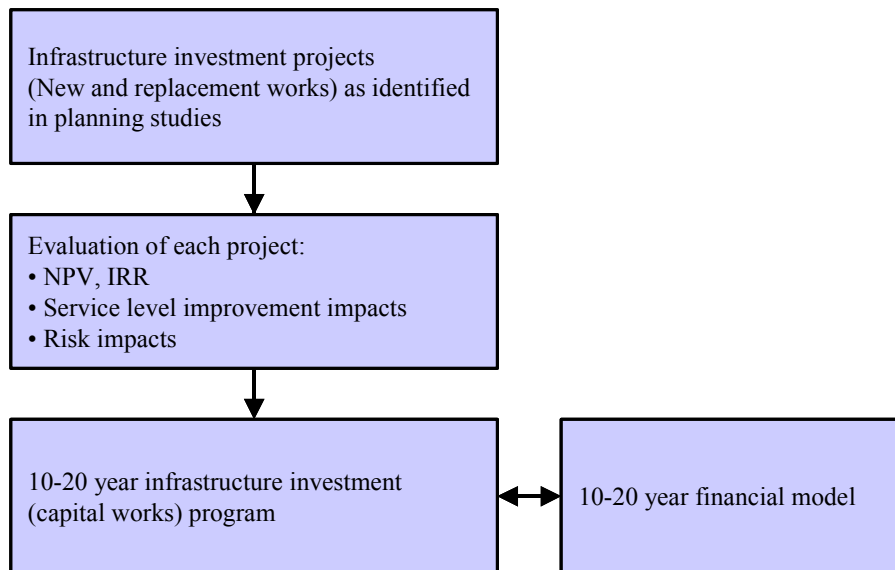 Infrastructure investment projects
(New and replacement works) as identified
in planning studies
Evaluation of each project:
• NPV, IRR
• Service level improvement impacts
• Risk impacts
10-20 year infrastructure investment
(capital works) program
10-20 year financial model